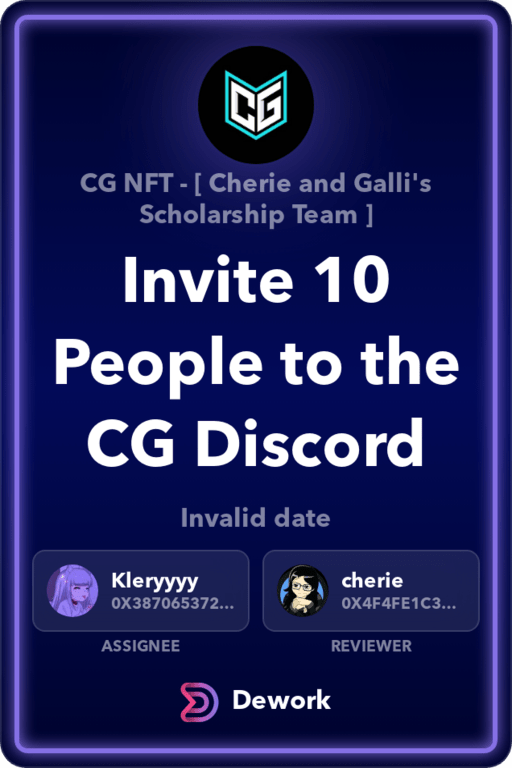 CG
CG NFT - [ Cherie and Galli's
Scholarship Team ]
Invite 10
People to the
CG Discord
Invalid date
Kleryyyy
0X387065372...
cherie
0X4F4FE1C3...
ASSIGNEE
REVIEWER
Dework